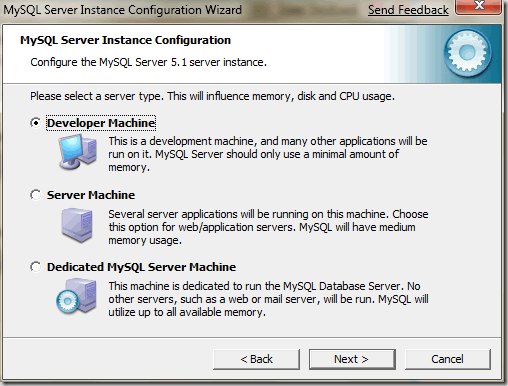 MySQL Server Instance Configuration Wizard
Send Feedback
MySQL Server Instance Configuration
Configure the MySQL Server 5.1 server instance.
Please select a server type. This will influence memory, disk and CPU usage.
Developer Machine
This is a development machine, and many other applications will be
run on it. MySQL Server should only use a minimal amount of
memory.
Server Machine
Several server applications will be running on this machine. Choose
this option for web/application servers. MySQL will have medium
memory usage.
Dedicated MySQL Server Machine
This machine is dedicated to run the MySQL Database Server. No
other servers, such as a web or mail server, will be run. MySQL will
utilize up to all available memory.
< Back
Next >
Cancel